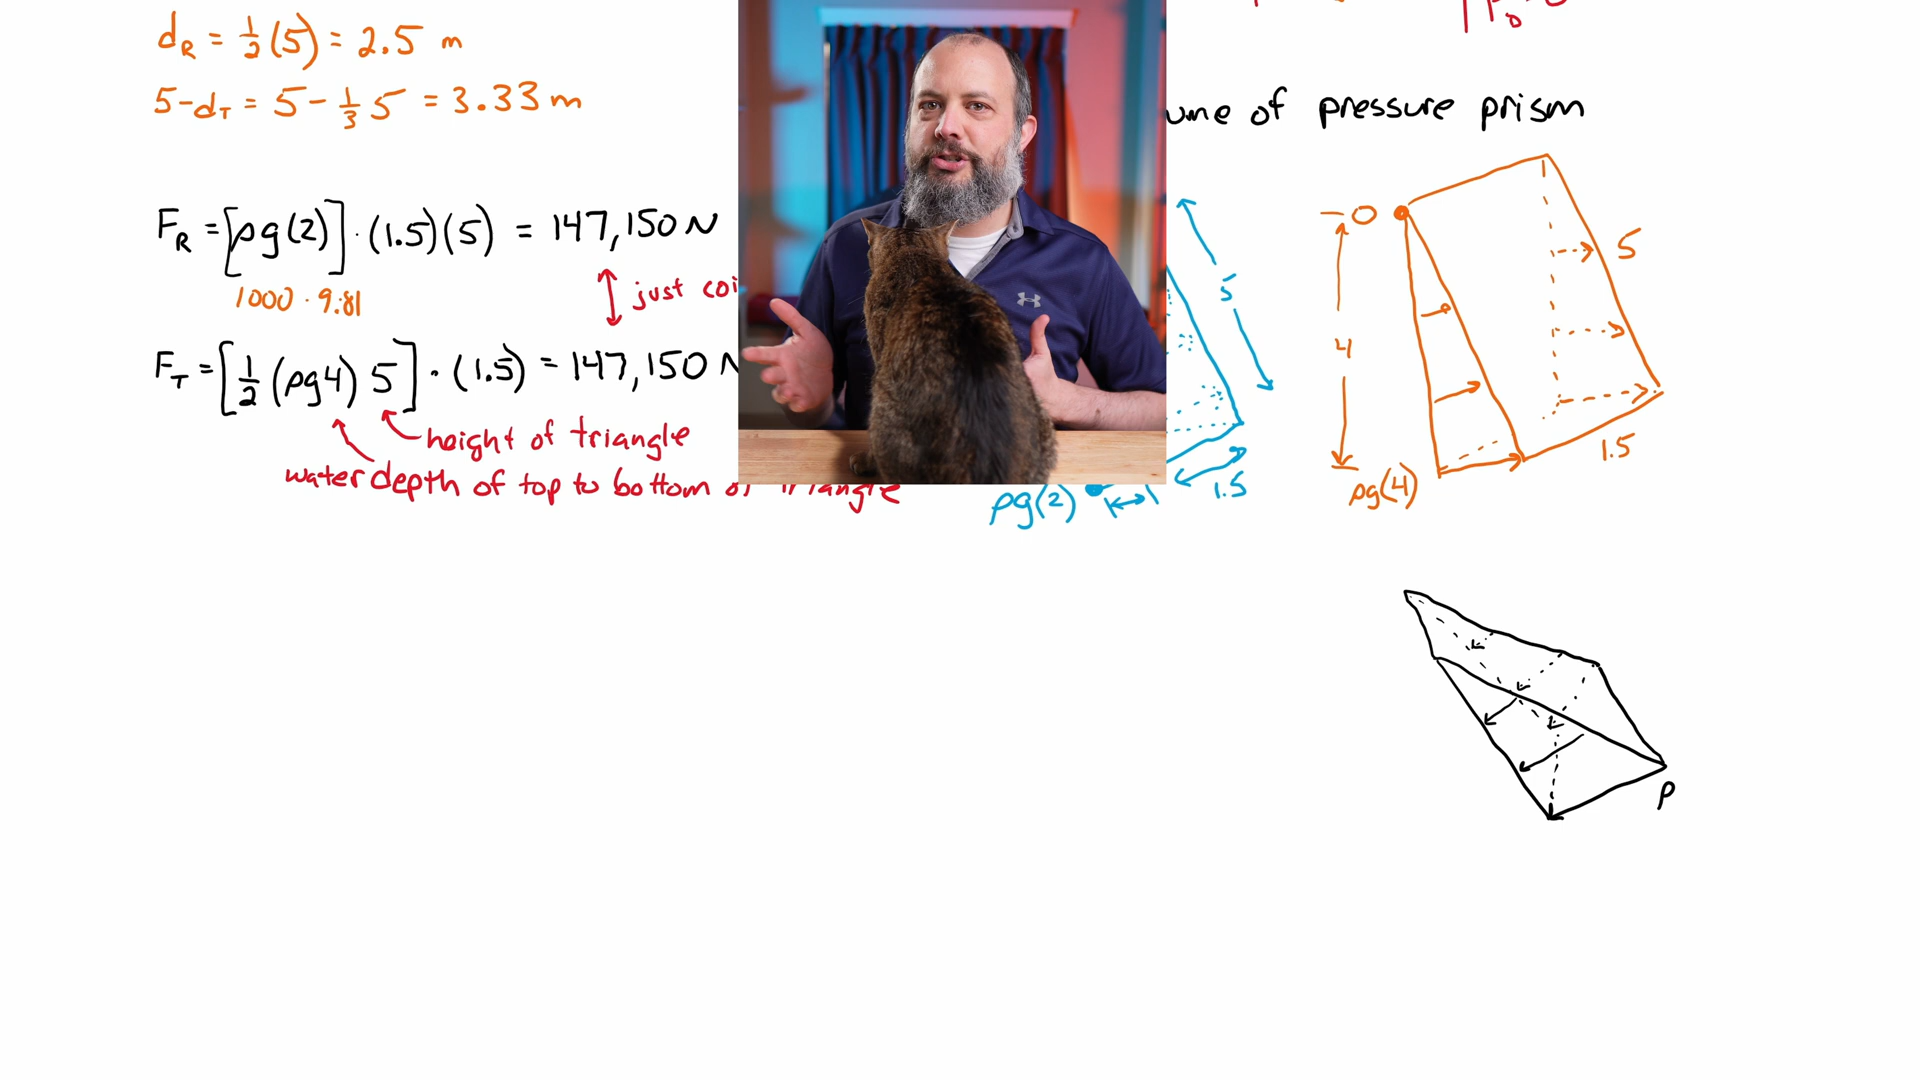 d_R = 1/2 (5) = 2.5 m
5-d_T = 5 - 1/3 5 = 3.33 m
of pressure prism
F_R = [ρg(2)] · (1.5)(5) = 147,150 N
1000 · 9.81
just
F_T = [1/2 (ρg4) 5] · (1.5) = 147,150 N
height of triangle
water depth of top to bottom of triangle
5
1.5
ρg(2)
0
4
5
1.5
ρg(4)
P